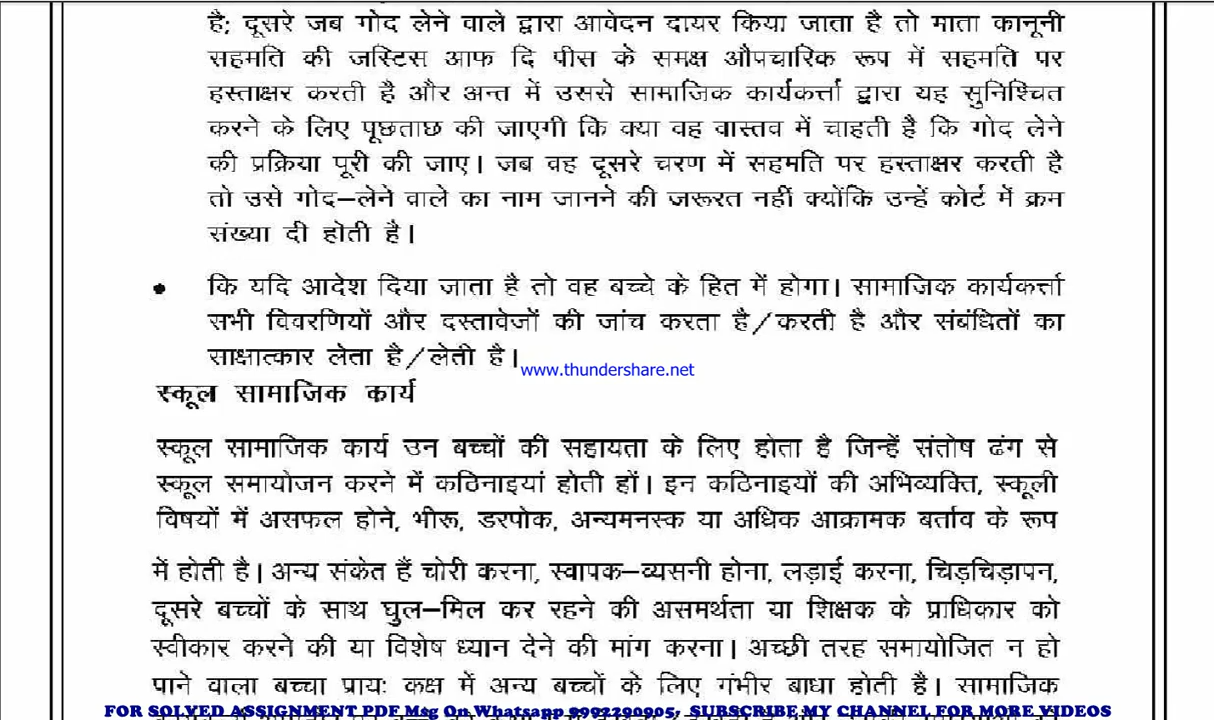 है; दूसरे जब गोद लेने वाले द्वारा आवेदन दायर किया जाता है तो माता कानूनी
सहमति की जस्टिस आफ दि पीस के समक्ष औपचारिक रूप में सहमति पर
हस्ताक्षर करती है और अन्त में उससे सामाजिक कार्यकर्त्ता द्वारा यह सुनिश्चित
करने के लिए पूछताछ की जाएगी कि क्या वह वास्तव में चाहती है कि गोद लेने
की प्रक्रिया पूरी की जाए। जब वह दूसरे चरण में सहमति पर हस्ताक्षर करती है
तो उसे गोद–लेने वाले का नाम जानने की जरूरत नहीं क्योंकि उन्हें कोर्ट में क्रम
संख्या दी होती है।
• कि यदि आदेश दिया जाता है तो वह बच्चे के हित में होगा। सामाजिक कार्यकर्त्ता
सभी विवरणियों और दस्तावेजों की जांच करता है/करती है और संबंधितों का
साक्षात्कार लेता है/लेती है।
www.thundershare.net
स्कूल सामाजिक कार्य
स्कूल सामाजिक कार्य उन बच्चों की सहायता के लिए होता है जिन्हें संतोष ढंग से
स्कूल समायोजन करने में कठिनाइयां होती हों। इन कठिनाइयों की अभिव्यक्ति, स्कूली
विषयों में असफल होने, भीरू, डरपोक, अन्यमनस्क या अधिक आक्रामक बर्ताव के रूप
में होती है। अन्य संकेत हैं चोरी करना, स्वापक–व्यसनी होना, लड़ाई करना, चिड़चिड़ापन,
दूसरे बच्चों के साथ घुल–मिल कर रहने की असमर्थता या शिक्षक के प्राधिकार को
स्वीकार करने की या विशेष ध्यान देने की मांग करना। अच्छी तरह समायोजित न हो
पाने वाला बच्चा प्रायः कक्ष में अन्य बच्चों के लिए गंभीर बाधा होती है। सामाजिक
FOR SOLVED ASSIGNMENT PDF Msg On Whatsapp 9992290905, SUBSCRIBE MY CHANNEL FOR MORE VIDEOS